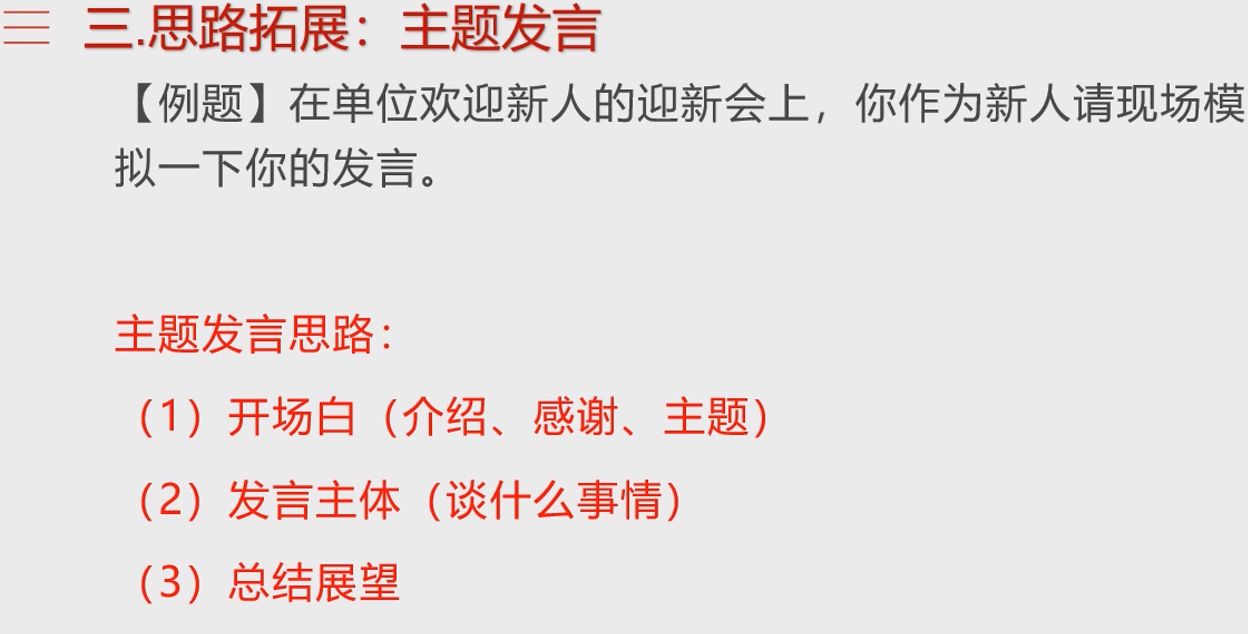 三.思路拓展：主题发言
【例题】在单位欢迎新人的迎新会上，你作为新人请现场模
拟一下你的发言。
主题发言思路：
（1）开场白（介绍、感谢、主题）
（2）发言主体（谈什么事情）
（3）总结展望